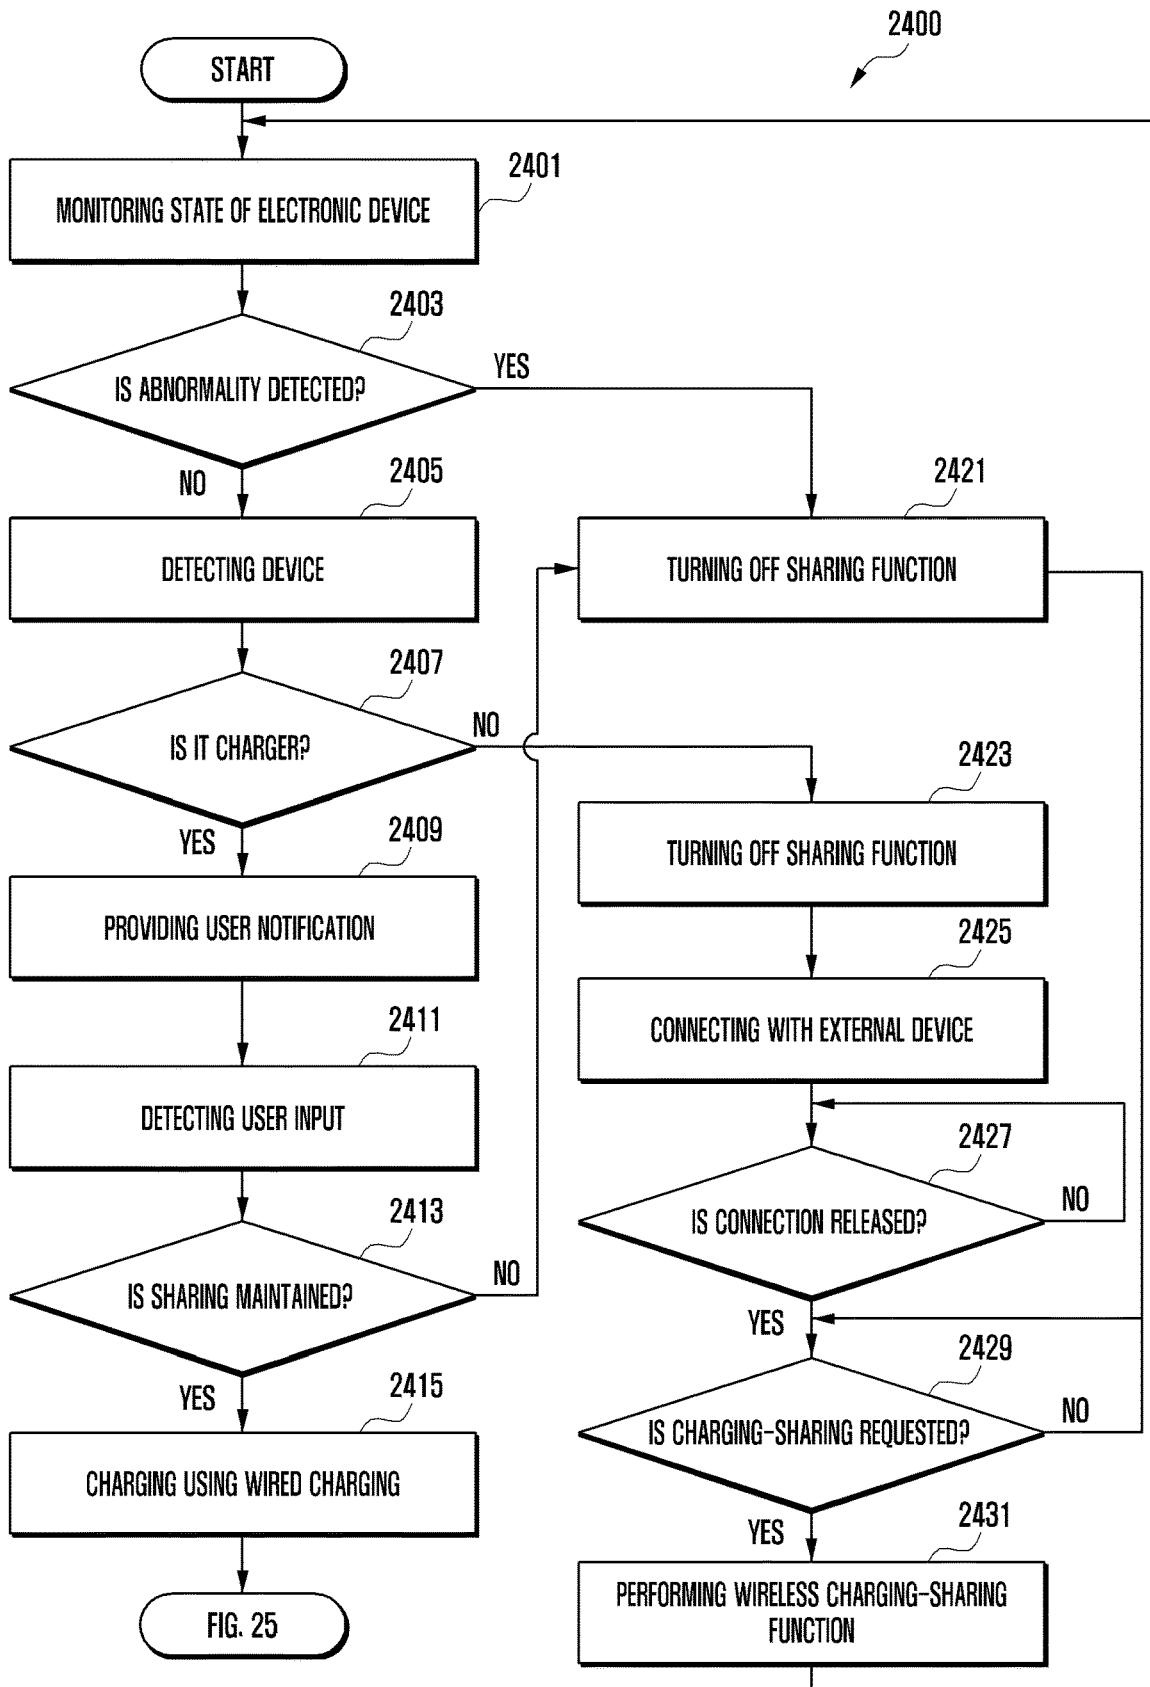 2400
START
2401
MONITORING STATE OF ELECTRONIC DEVICE
2403
IS ABNORMALITY DETECTED?
YES
NO
2405
DETECTING DEVICE
2421
TURNING OFF SHARING FUNCTION
2407
IS IT CHARGER?
NO
YES
2423
TURNING OFF SHARING FUNCTION
2409
PROVIDING USER NOTIFICATION
2425
CONNECTING WITH EXTERNAL DEVICE
2411
DETECTING USER INPUT
2427
IS CONNECTION RELEASED?
NO
YES
2413
IS SHARING MAINTAINED?
NO
YES
2429
IS CHARGING-SHARING REQUESTED?
NO
YES
2415
CHARGING USING WIRED CHARGING
2431
PERFORMING WIRELESS CHARGING-SHARING
FUNCTION
FIG. 25